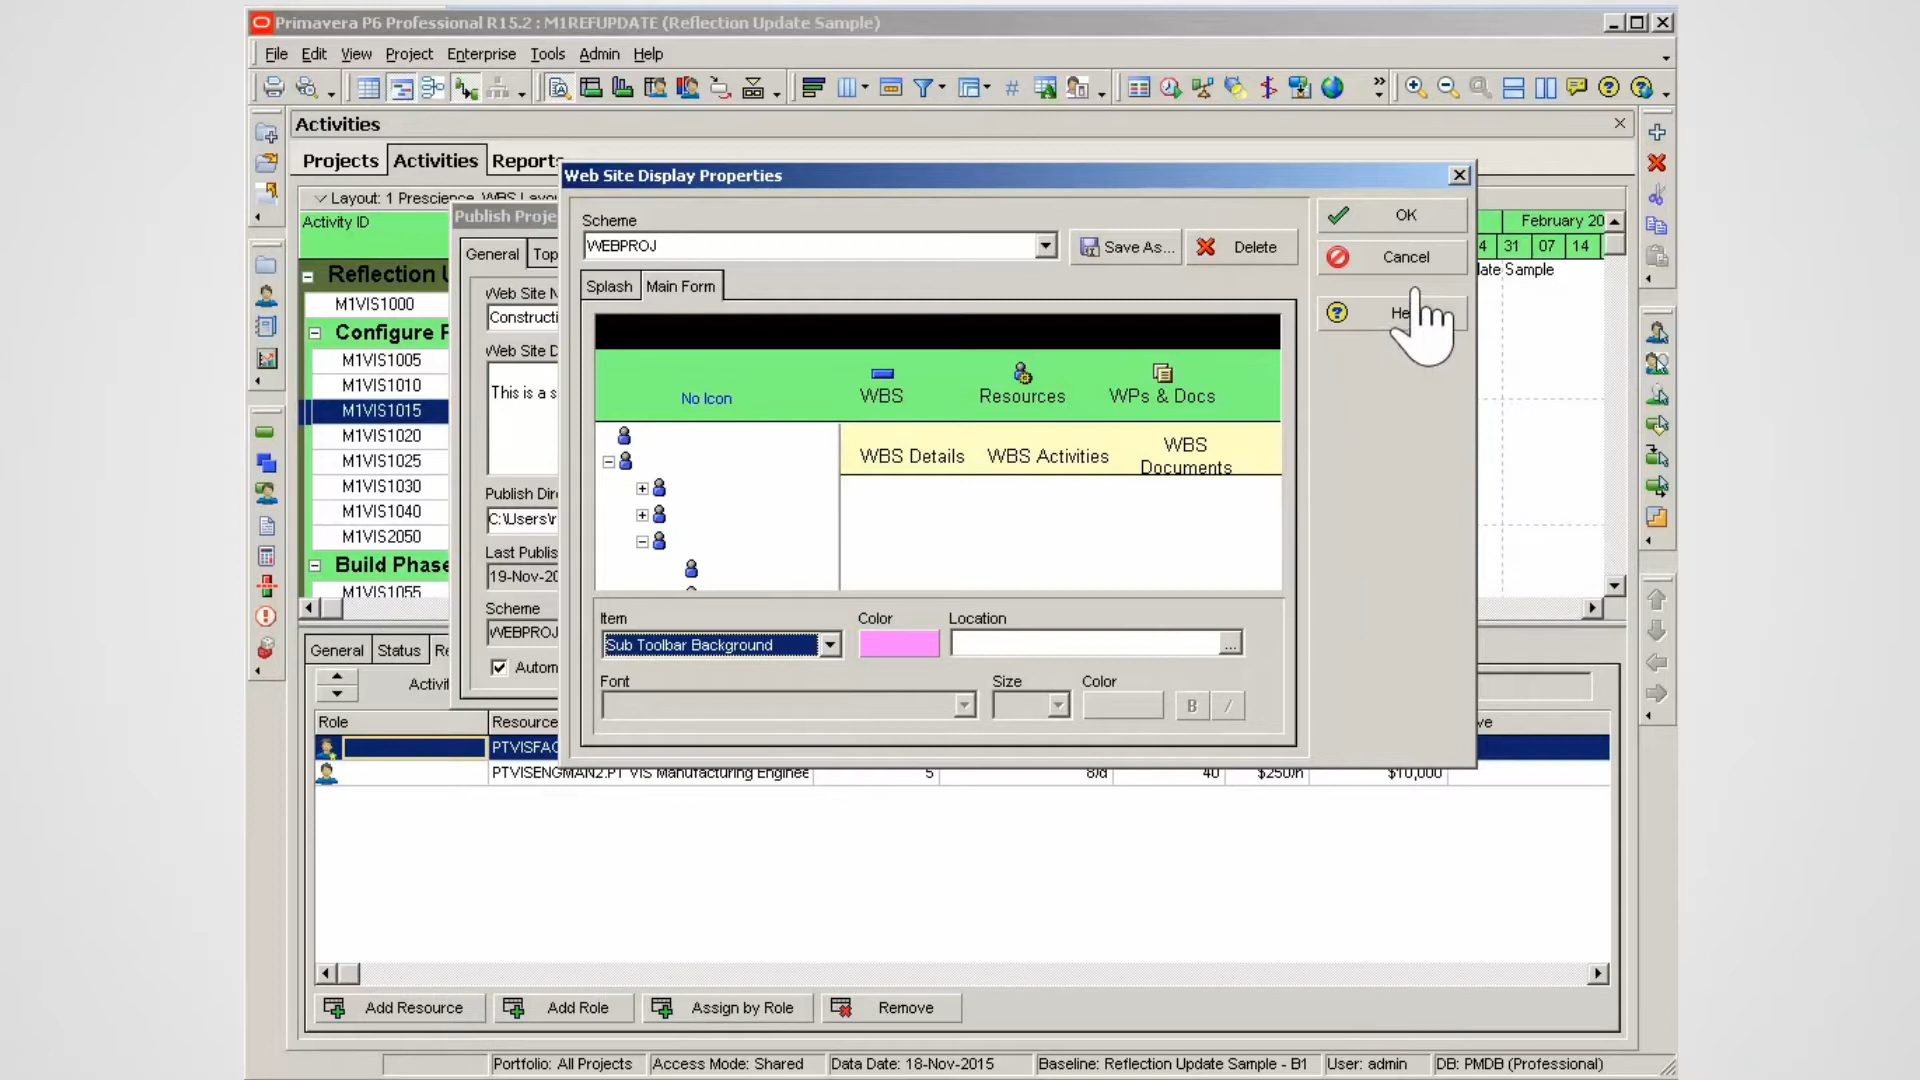 Primavera P6 Professional R15.2 : M1REFUPDATE (Reflection Update Sample)
File Edit View Project Enterprise Tools Admin Help
Activities
Projects Activities Reports
Layout: 1 Prescience WBS
Activity ID
February 20
4 31 07 14
Reflection
M1VIS1000
Configure
M1VIS1005
M1VIS1010
M1VIS1015
M1VIS1020
M1VIS1025
M1VIS1030
M1VIS1040
M1VIS2050
Build Phase
M1VIS1055
Sample
Publish Proje
General Top
Web Site N
Constructi
Web Site D
This is a s
Publish Dir
C:\Users\r
Last Publis
19-Nov-20
Scheme
WEBPROJ
Autom
Web Site Display Properties
Scheme
WEBPROJ
Save As...
Delete
OK
Cancel
He
Splash Main Form
No Icon
WBS
Resources
WPs & Docs
WBS Details
WBS Activities
WBS
Documents
Item
Color
Location
Sub Toolbar Background
...
Font
Size
Color
B /
General Status Re
Activi
Role
Resource
PTVISFAC
PTVISENGMAN2.PT VIS Manufacturing Enginee 5 8/d 40 $250/h $10,000
Add Resource
Add Role
Assign by Role
Remove
Portfolio: All Projects
Access Mode: Shared
Data Date: 18-Nov-2015
Baseline: Reflection Update Sample - B1
User: admin
DB: PMDB (Professional)